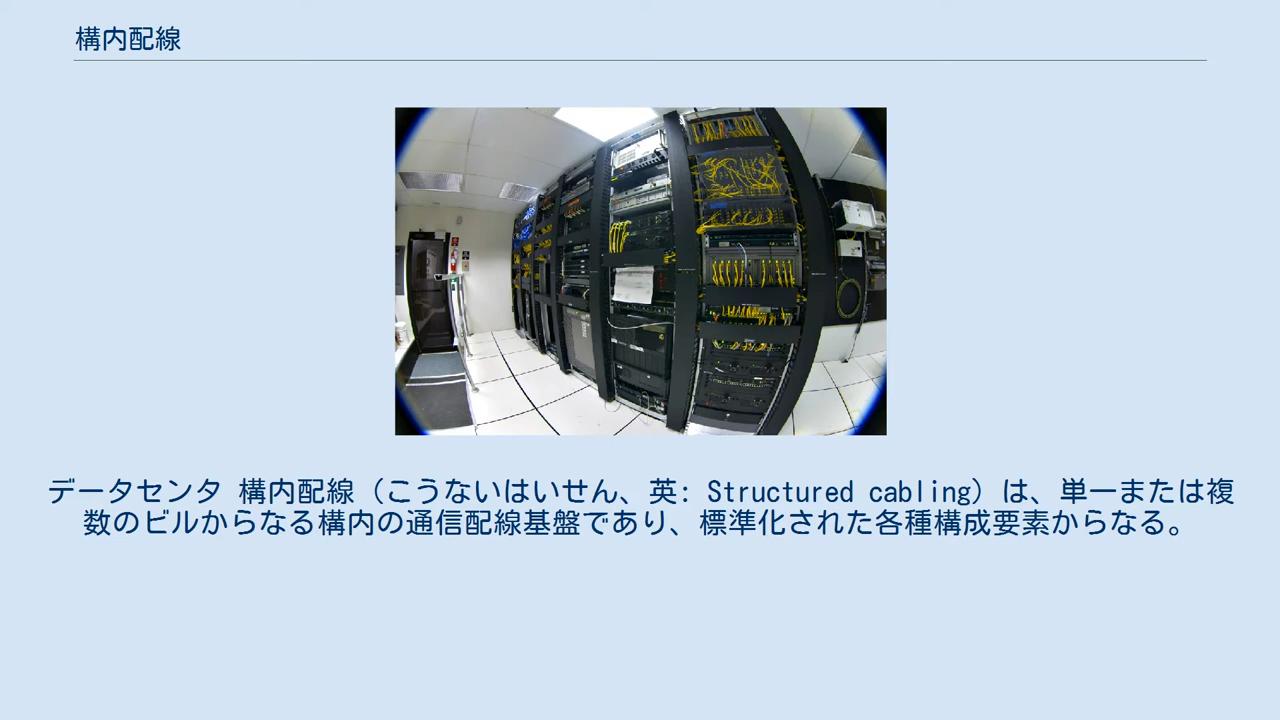 構内配線
データセンタ 構内配線（こうないはいせん、英: Structured cabling）は、単一または複
数のビルからなる構内の通信配線基盤であり、標準化された各種構成要素からなる。